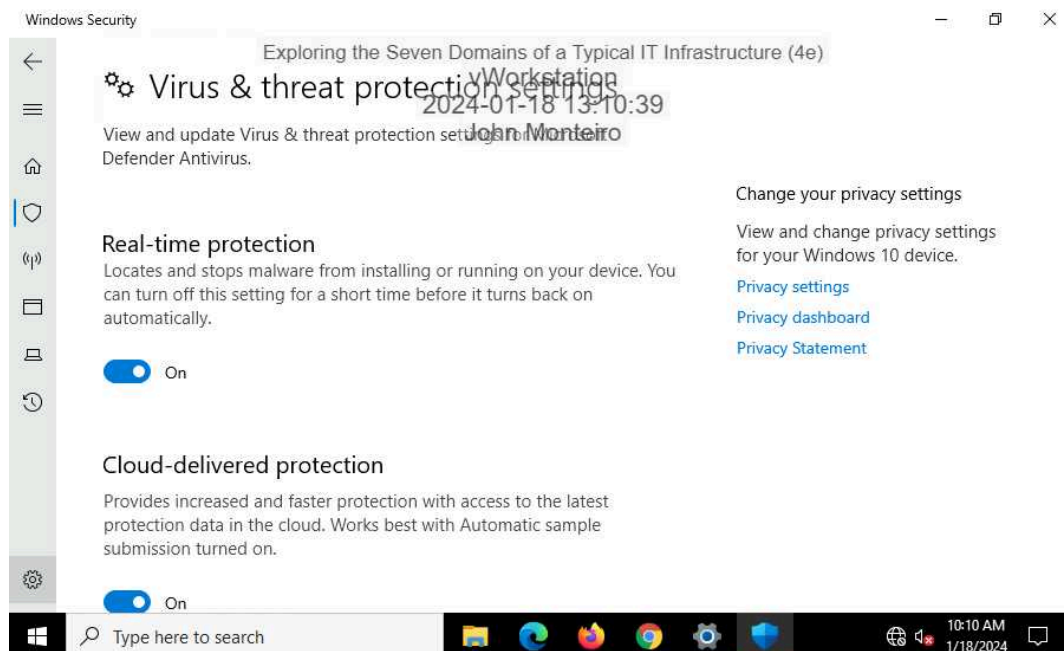 Windows Security
Exploring the Seven Domains of a Typical IT Infrastructure (4e)
Virus & threat protection settings
vWorkstation
2024-01-18 13:10:39
John Monteiro
View and update Virus & threat protection settings for Microsoft
Defender Antivirus.
Real-time protection
Locates and stops malware from installing or running on your device. You
can turn off this setting for a short time before it turns back on
automatically.
On
Cloud-delivered protection
Provides increased and faster protection with access to the latest
protection data in the cloud. Works best with Automatic sample
submission turned on.
On
Change your privacy settings
View and change privacy settings
for your Windows 10 device.
Privacy settings
Privacy dashboard
Privacy Statement
Type here to search
10:10 AM
1/18/2024